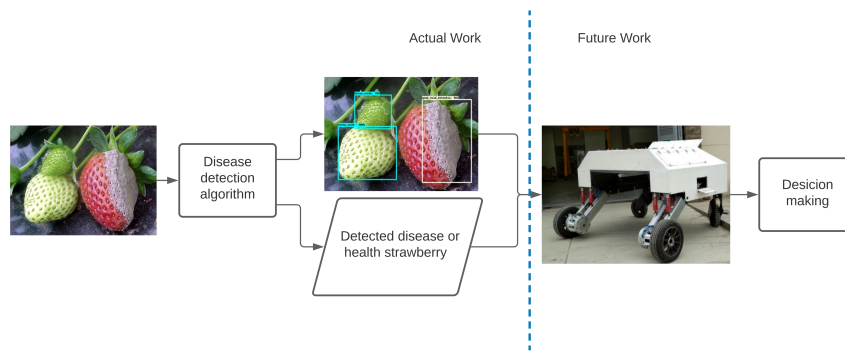 Actual Work
Future Work
Disease
detection
algorithm
Detected disease or
health strawberry
Desicion
making